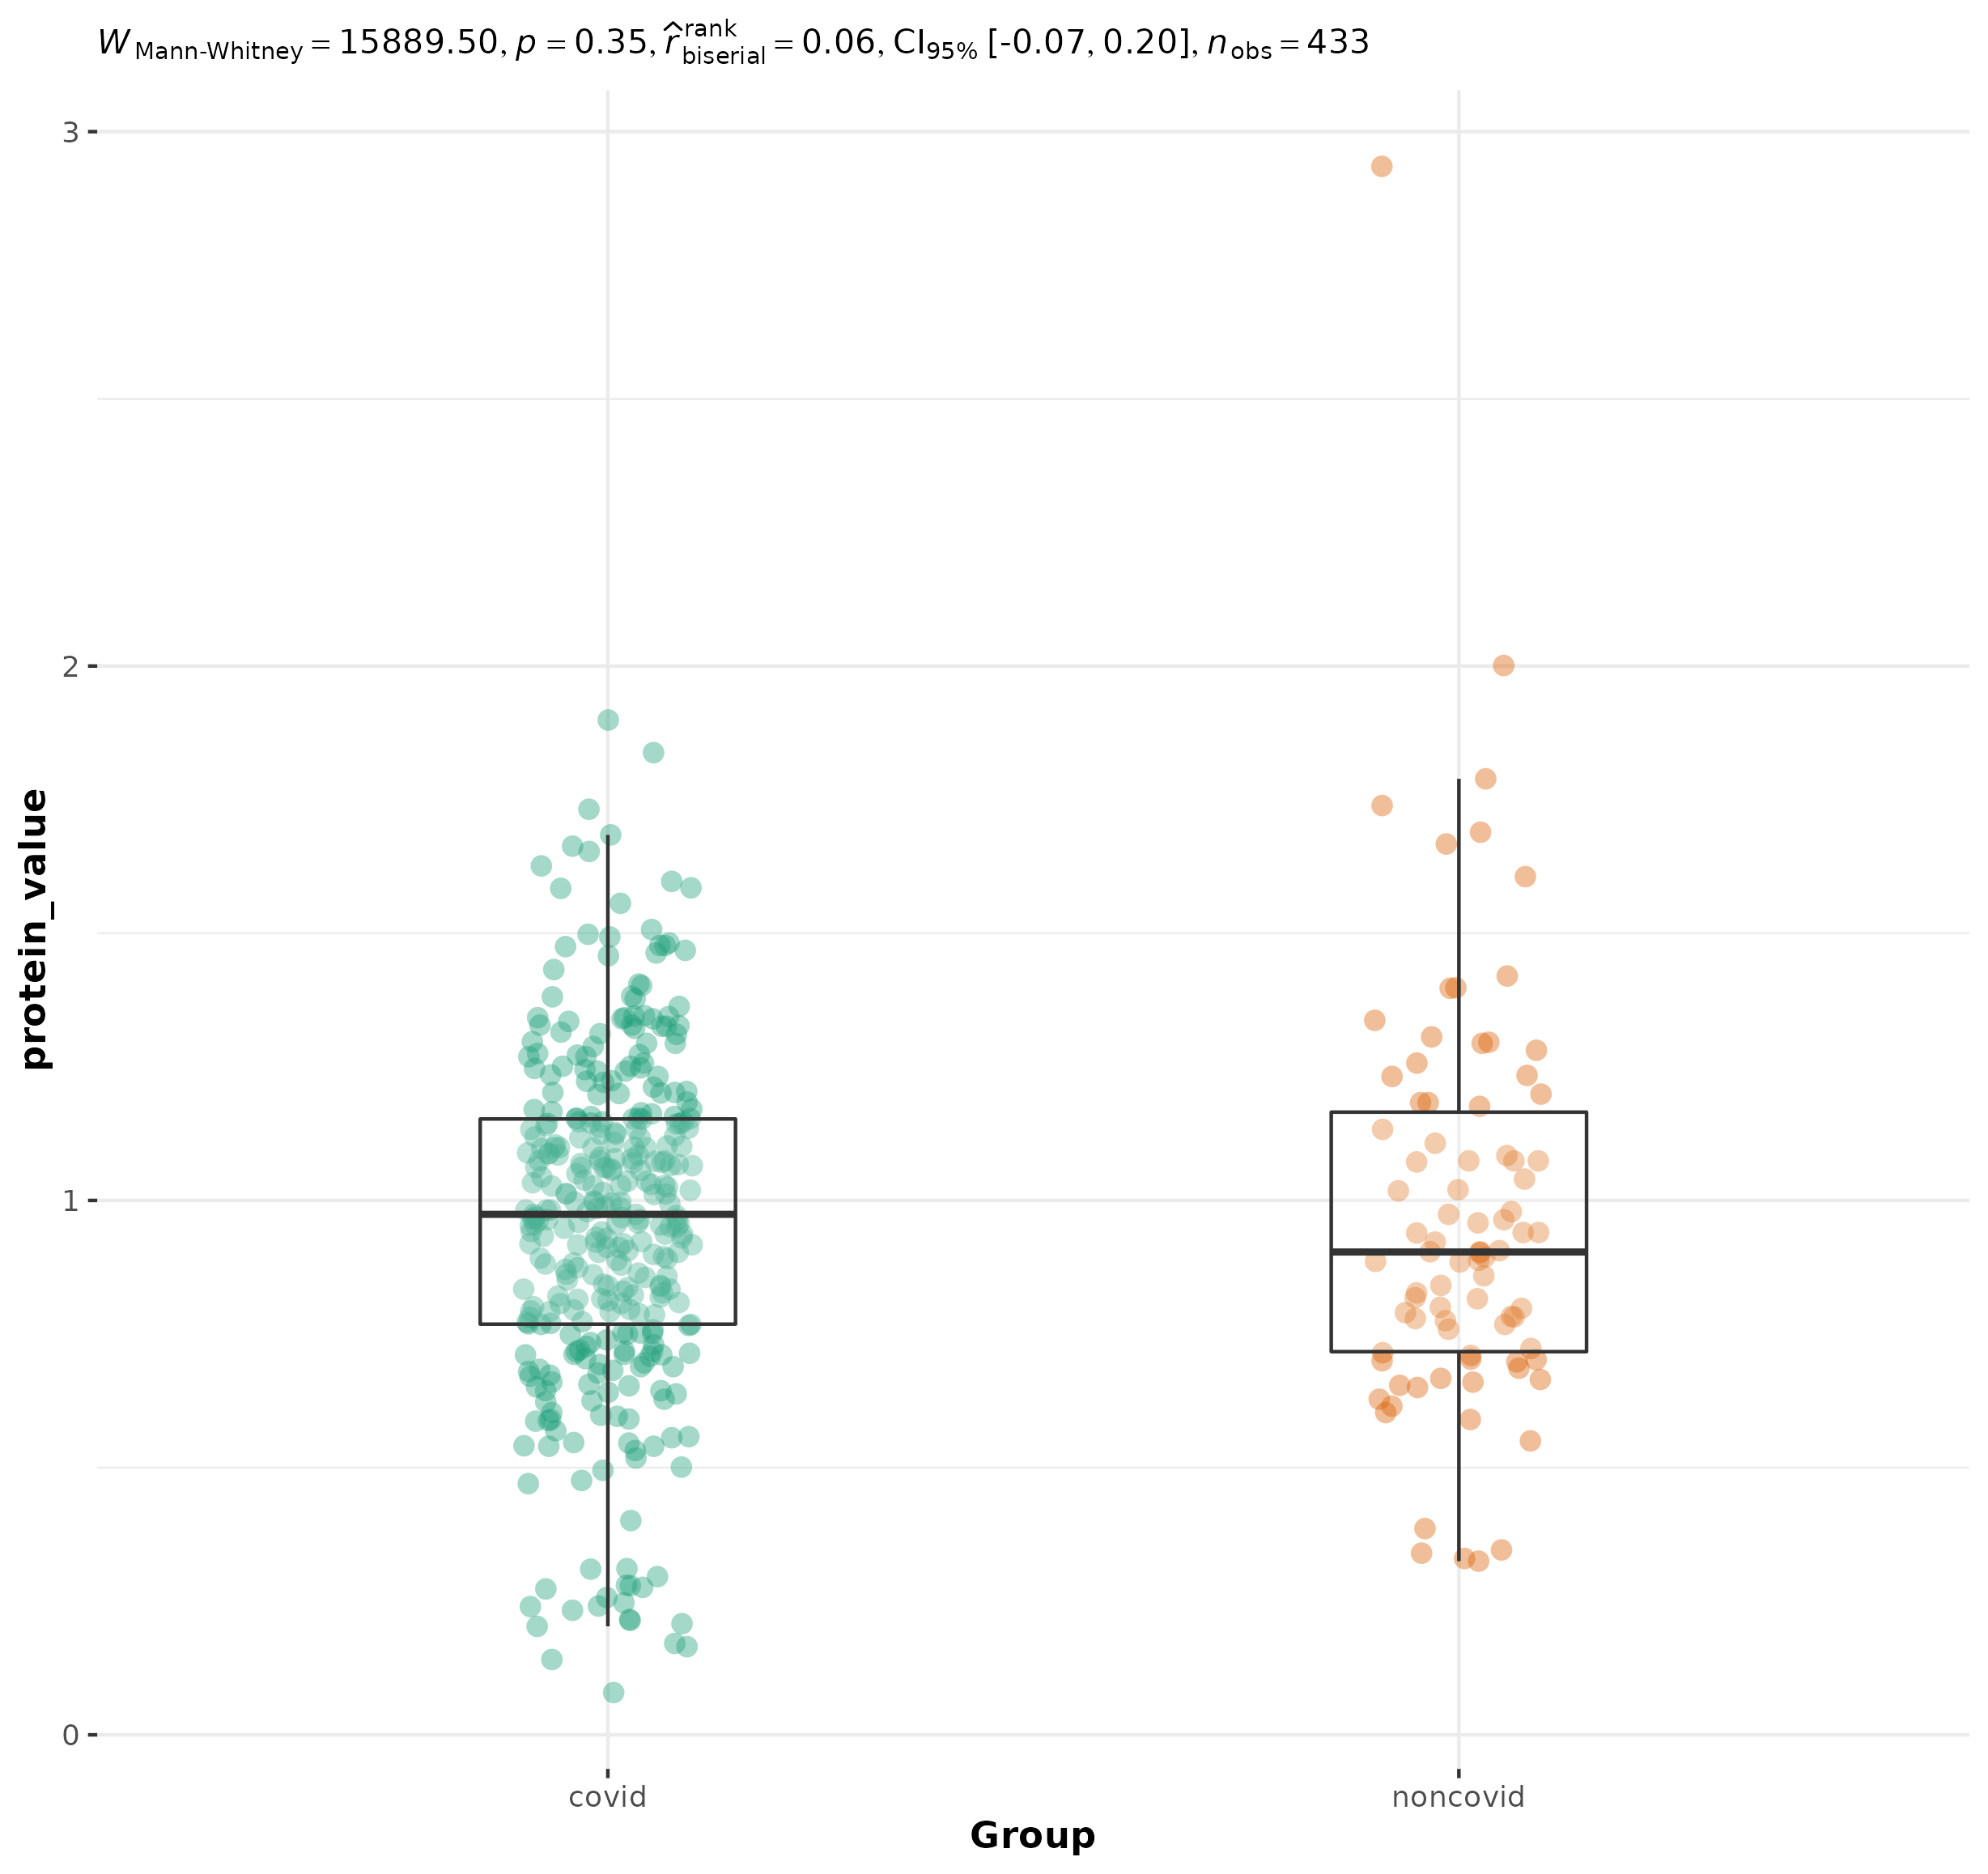 W Mann-Whitney = 15889.50, p = 0.35, r̂ rank biserial = 0.06, CI95% [-0.07, 0.20], n obs = 433
3
2
1
0
protein_value
covid noncovid
Group